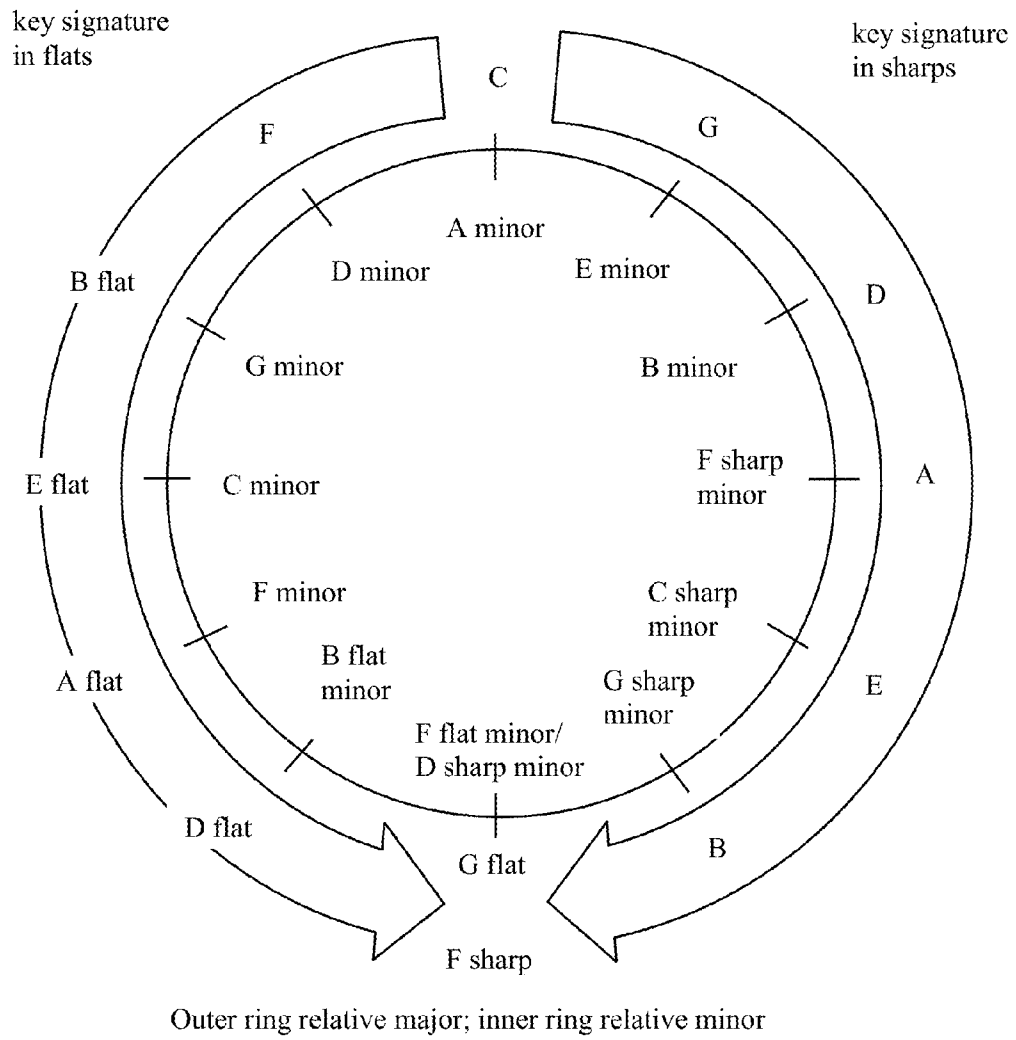 key signature
in flats
key signature
in sharps
C
F
G
A minor
D minor
E minor
B flat
D
G minor
B minor
E flat
C minor
F sharp
minor
A
F minor
C sharp
minor
A flat
B flat
minor
G sharp
minor
E
F flat minor/
D sharp minor
D flat
B
G flat
F sharp
Outer ring relative major; inner ring relative minor